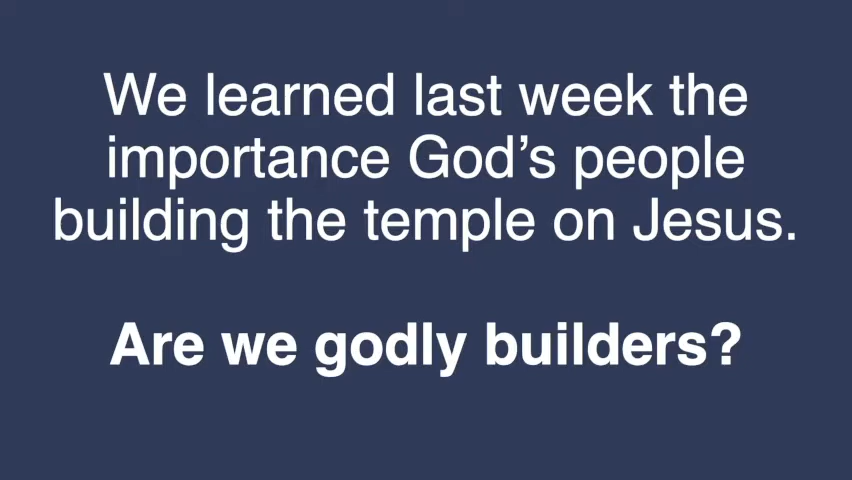 We learned last week the
importance God’s people
building the temple on Jesus.
Are we godly builders?